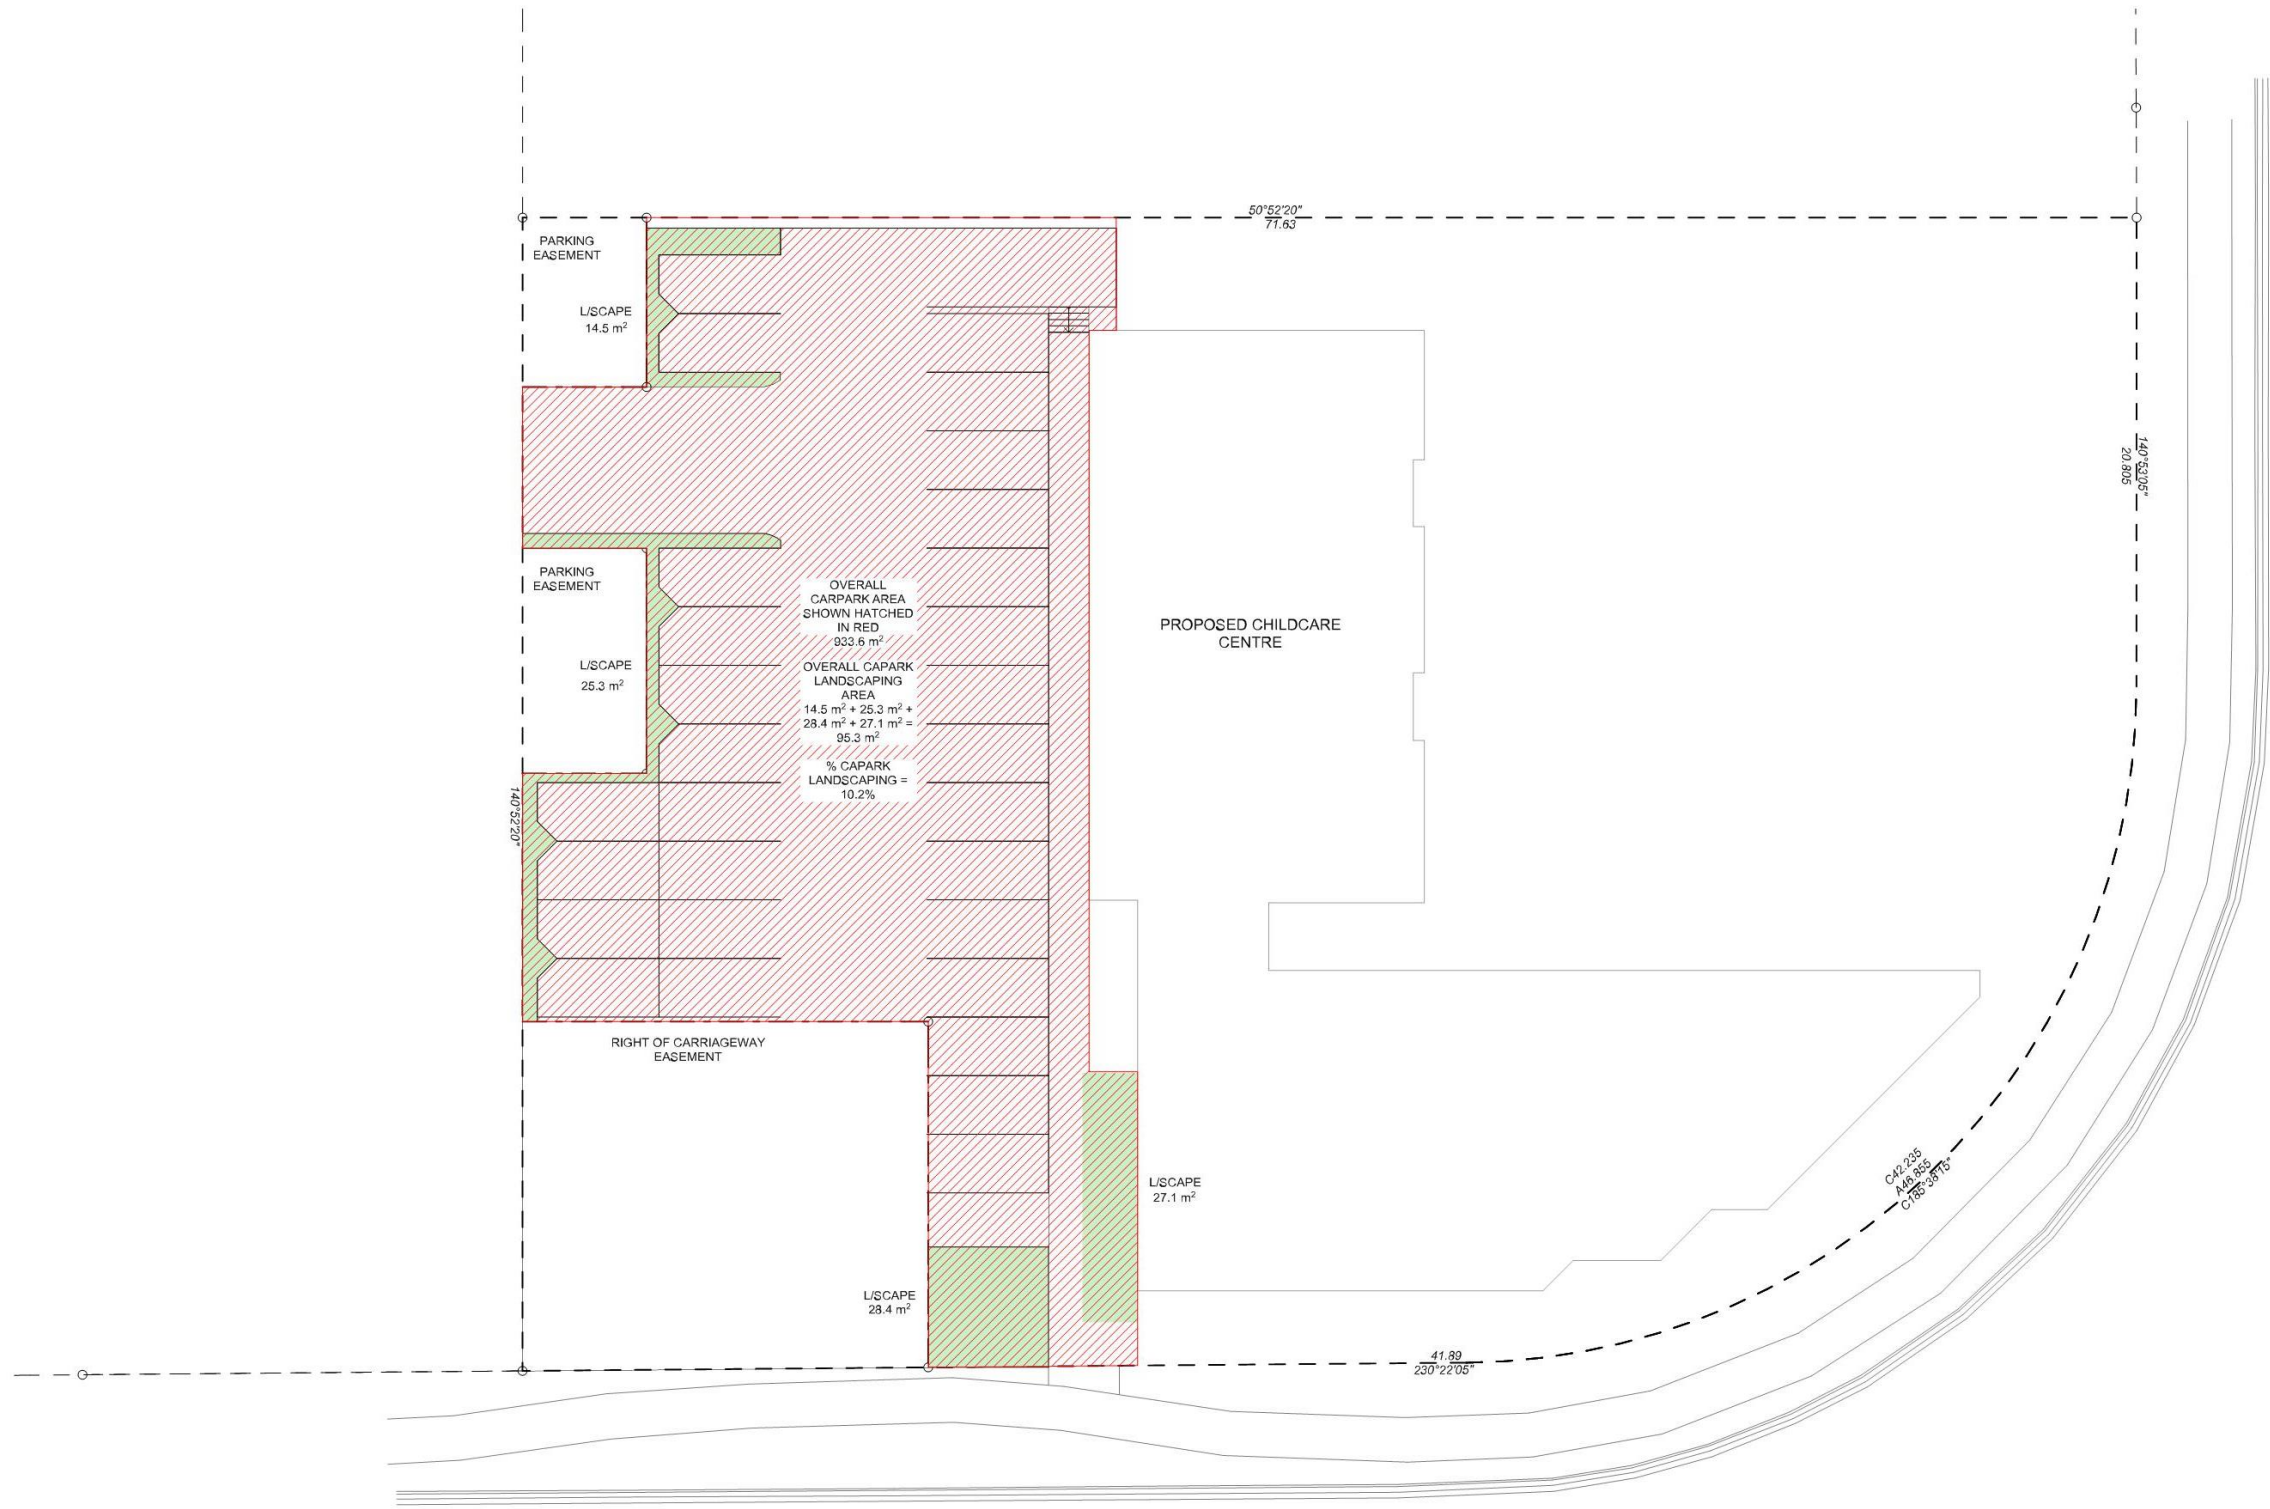 50°52'20"
71.63
PARKING
EASEMENT
L/SCAPE
14.5 m²
140°53'05"
20.805
PARKING
EASEMENT
L/SCAPE
25.3 m²
OVERALL
CARPARK AREA
SHOWN HATCHED
IN RED
933.6 m²
OVERALL CAPARK
LANDSCAPING
AREA
14.5 m² + 25.3 m² +
28.4 m² + 27.1 m² =
95.3 m²
% CAPARK
LANDSCAPING =
10.2%
PROPOSED CHILDCARE
CENTRE
140°52'20"
RIGHT OF CARRIAGEWAY
EASEMENT
L/SCAPE
27.1 m²
C42.235
A46.855
C185°38'15"
L/SCAPE
28.4 m²
41.89
230°22'05"